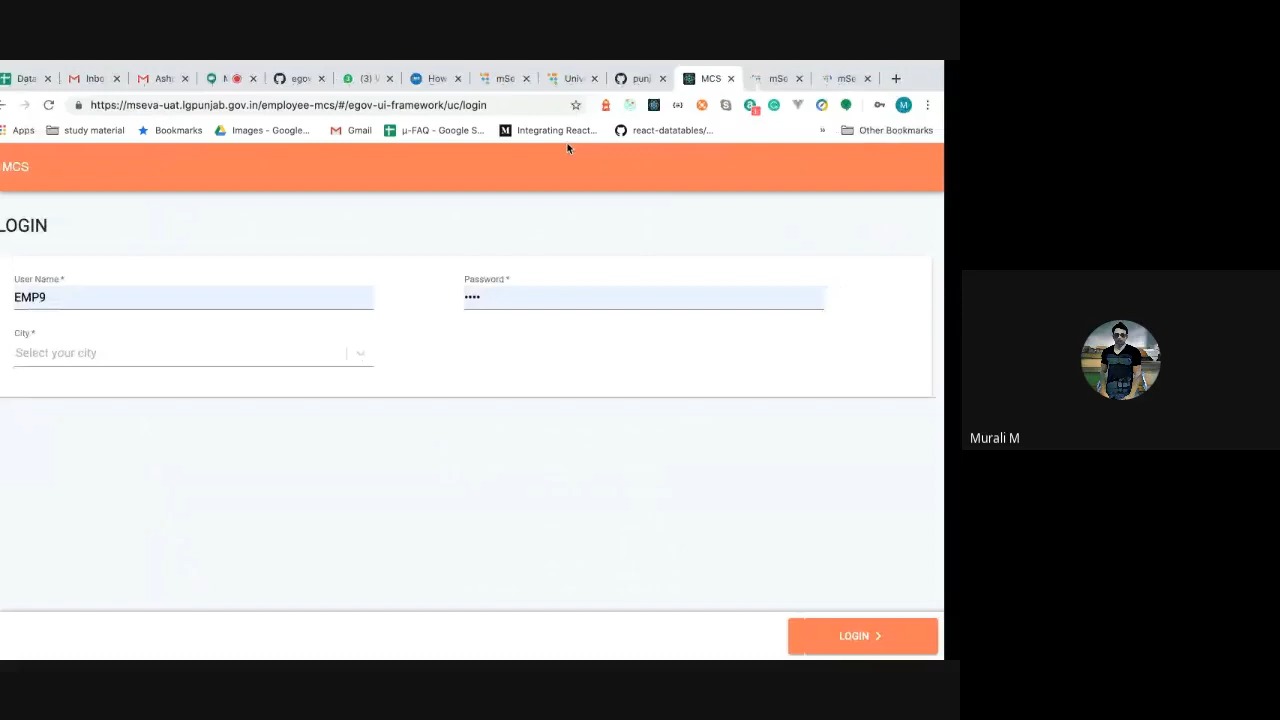 Data Inbo Ashi egov (3) How mSe Univ punj MCS mSe mSe
https://mseva-uat.lgpunjab.gov.in/employee-mcs/#/egov-ui-framework/uc/login M
Apps study material Bookmarks Images - Google... Gmail μ-FAQ - Google S... M Integrating React... react-datatables/... » Other Bookmarks
MCS
LOGIN
User Name * Password *
EMP9 ••••
City *
Select your city
Murali M
LOGIN